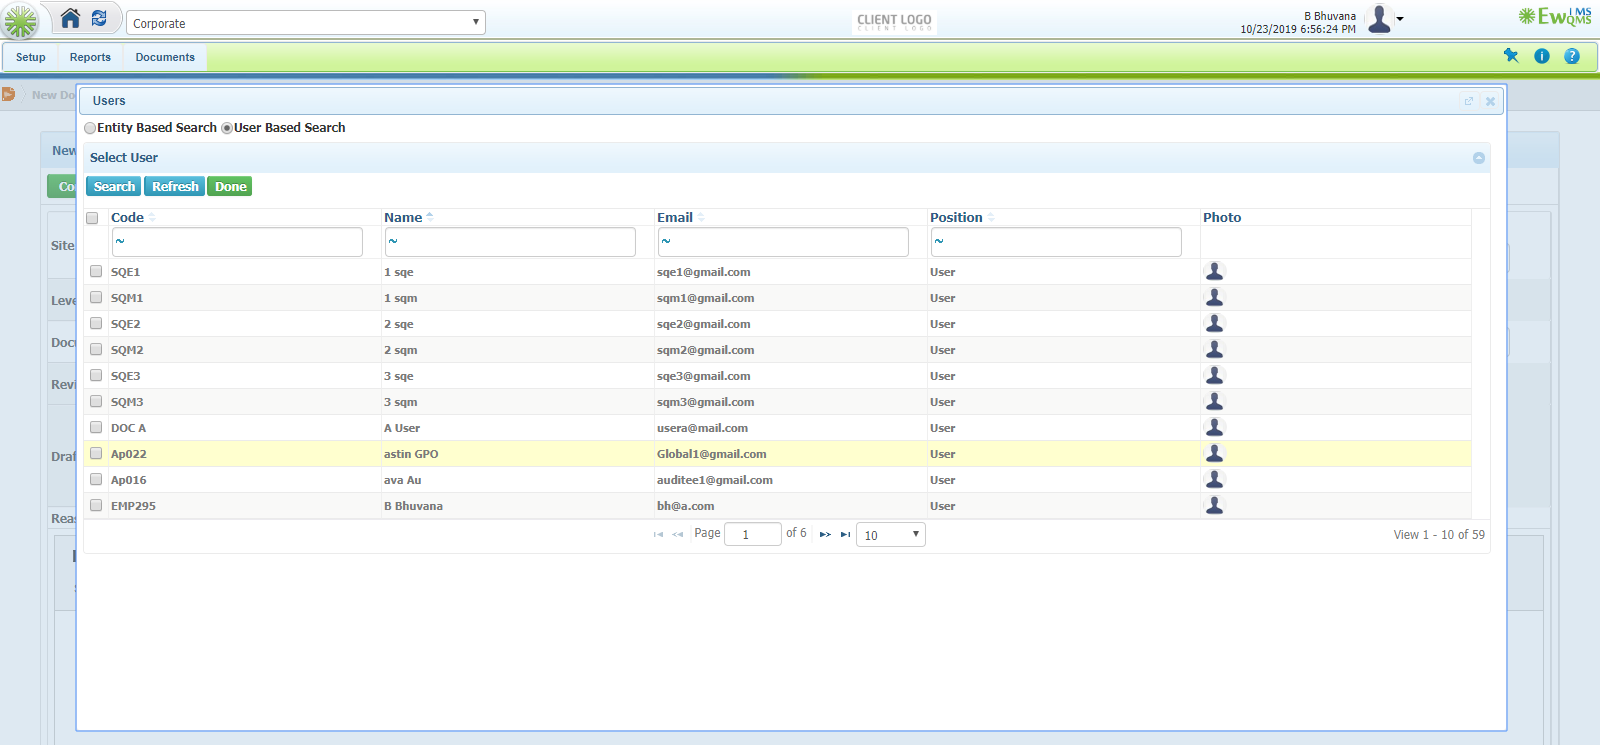 Corporate
CLIENT LOGO
CLIENT LOGO
B Bhuvana
10/23/2019 6:56:24 PM
EwQMS
Setup Reports Documents
New Do
Users
Entity Based Search User Based Search
New
Select User
Co
Search Refresh Done
Code Name Email Position Photo
Site
~ ~ ~ ~
SQE1 1 sqe sqe1@gmail.com User
Leve
SQM1 1 sqm sqm1@gmail.com User
SQE2 2 sqe sqe2@gmail.com User
Docu
SQM2 2 sqm sqm2@gmail.com User
Revi
SQE3 3 sqe sqe3@gmail.com User
SQM3 3 sqm sqm3@gmail.com User
DOC A A User usera@mail.com User
Draf
Ap022 astin GPO Global1@gmail.com User
Ap016 ava Au auditee1@gmail.com User
EMP295 B Bhuvana bh@a.com User
Reas
Page 1 of 6 10 View 1 - 10 of 59